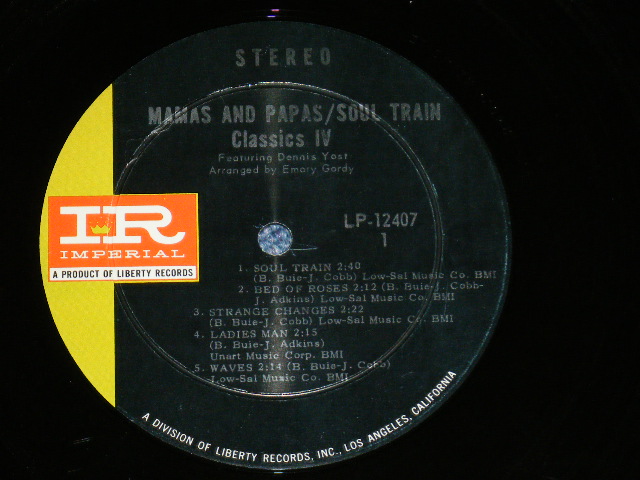 STEREO
MAMAS AND PAPAS/SOUL TRAIN
Classics IV
Featuring Dennis Yost
Arranged by Emory Gordy
IR
IMPERIAL
A PRODUCT OF LIBERTY RECORDS
LP-12407
1
1. SOUL TRAIN 2:40
(B. Buie-J. Cobb) Low-Sal Music Co. BMI
2. BED OF ROSES 2:12 (B. Buie-J. Cobb-
J. Adkins) Low-Sal Music Co. BMI
3. STRANGE CHANGES 2:22
(B. Buie-J. Cobb) Low-Sal Music Co. BMI
4. LADIES MAN 2:15
(B. Buie-J. Adkins)
Unart Music Corp. BMI
5. WAVES 2:14 (B. Buie-J. Cobb)
Low-Sal Music Co. BMI
A DIVISION OF LIBERTY RECORDS, INC., LOS ANGELES, CALIFORNIA